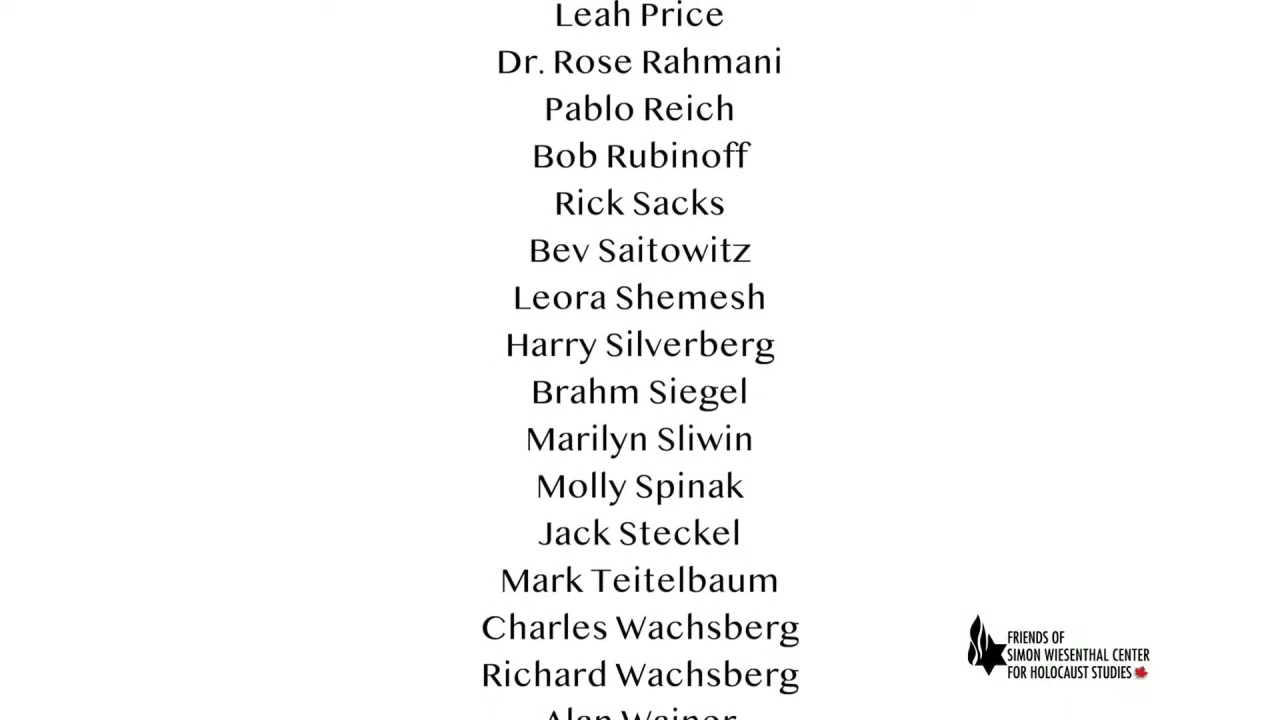 Leah Price
Dr. Rose Rahmani
Pablo Reich
Bob Rubinoff
Rick Sacks
Bev Saitowitz
Leora Shemesh
Harry Silverberg
Brahm Siegel
Marilyn Sliwin
Molly Spinak
Jack Steckel
Mark Teitelbaum
Charles Wachsberg
Richard Wachsberg
Alan Wainer
FRIENDS OF
SIMON WIESENTHAL CENTER
FOR HOLOCAUST STUDIES